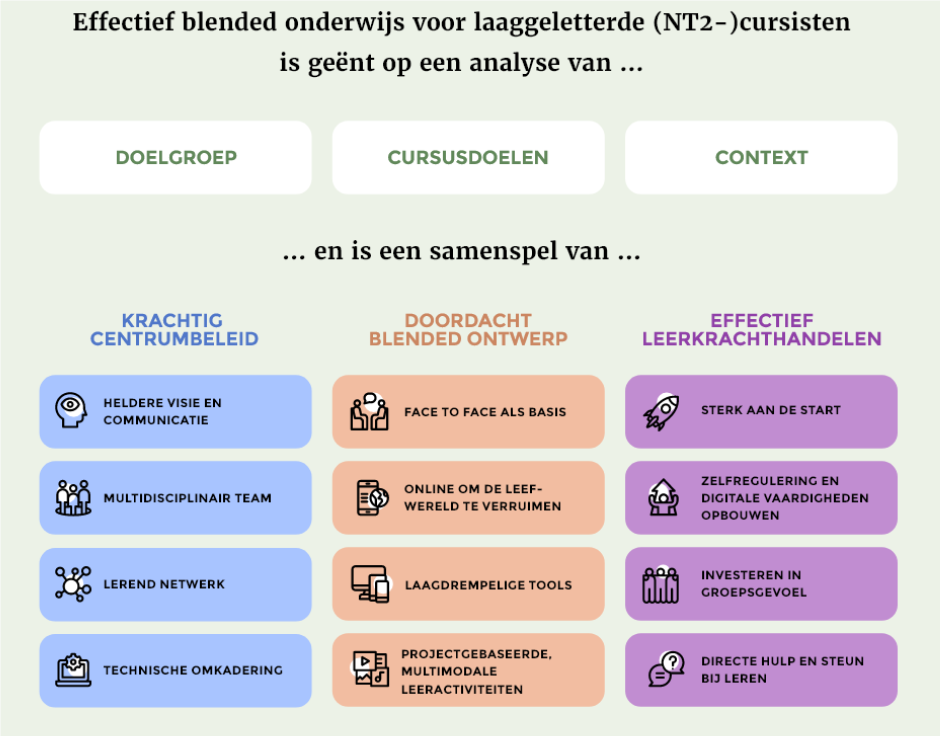 Effectief blended onderwijs voor laaggeletterde (NT2-)cursisten
is geënt op een analyse van ...
DOELGROEP
CURSUSDOELEN
CONTEXT
... en is een samenspel van ...
KRACHTIG
CENTRUMBELEID
HELDERE VISIE EN
COMMUNICATIE
MULTIDISCIPLINAIR TEAM
LEREND NETWERK
TECHNISCHE OMKADERING
DOORDACHT
BLENDED ONTWERP
FACE TO FACE ALS BASIS
ONLINE OM DE LEEF-
WERELD TE VERRUIMEN
LAAGDREMPELIGE TOOLS
PROJECTGEBASEERDE,
MULTIMODALE
LEERACTIVITEITEN
EFFECTIEF
LEERKRACHTHANDELEN
STERK AAN DE START
ZELFREGULERING EN
DIGITALE VAARDIGHEDEN
OPBOUWEN
INVESTEREN IN
GROEPSGEVOEL
DIRECTE HULP EN STEUN
BIJ LEREN